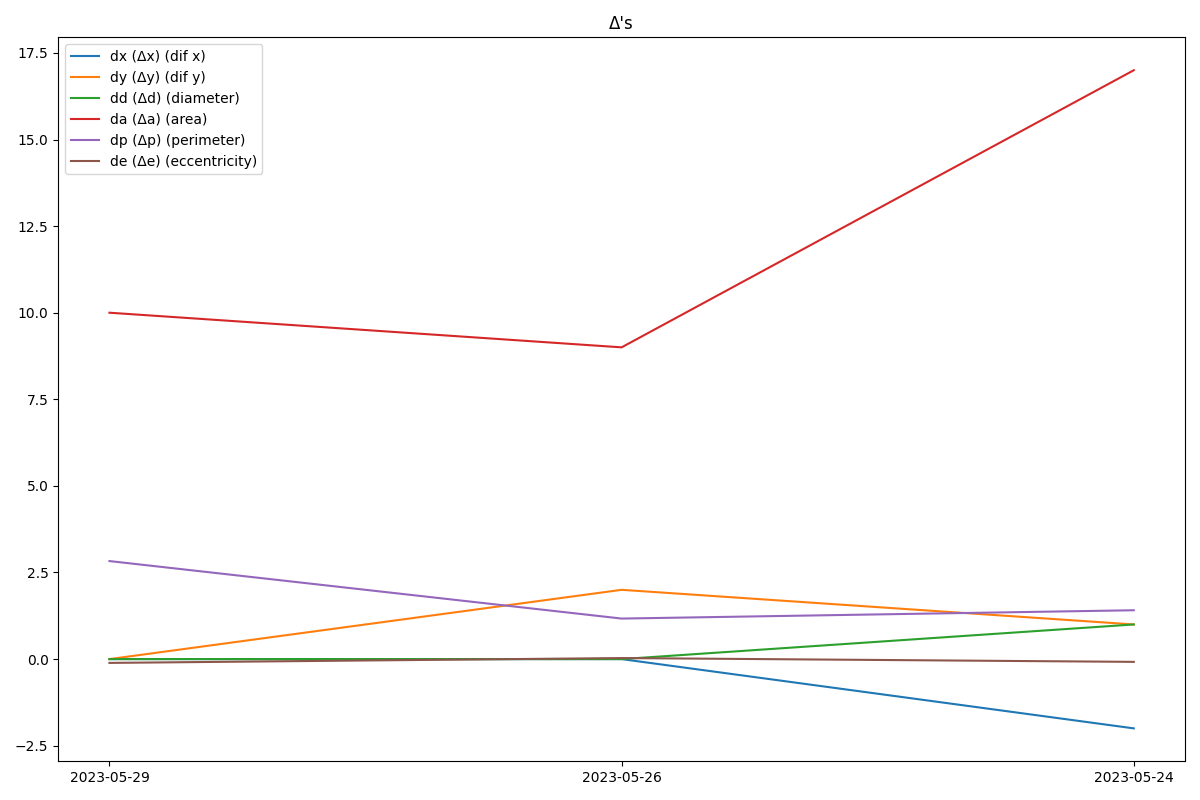 Δ's
dx (Δx) (dif x)
dy (Δy) (dif y)
dd (Δd) (diameter)
da (Δa) (area)
dp (Δp) (perimeter)
de (Δe) (eccentricity)
17.5
15.0
12.5
10.0
7.5
5.0
2.5
0.0
−2.5
2023-05-29 2023-05-26 2023-05-24